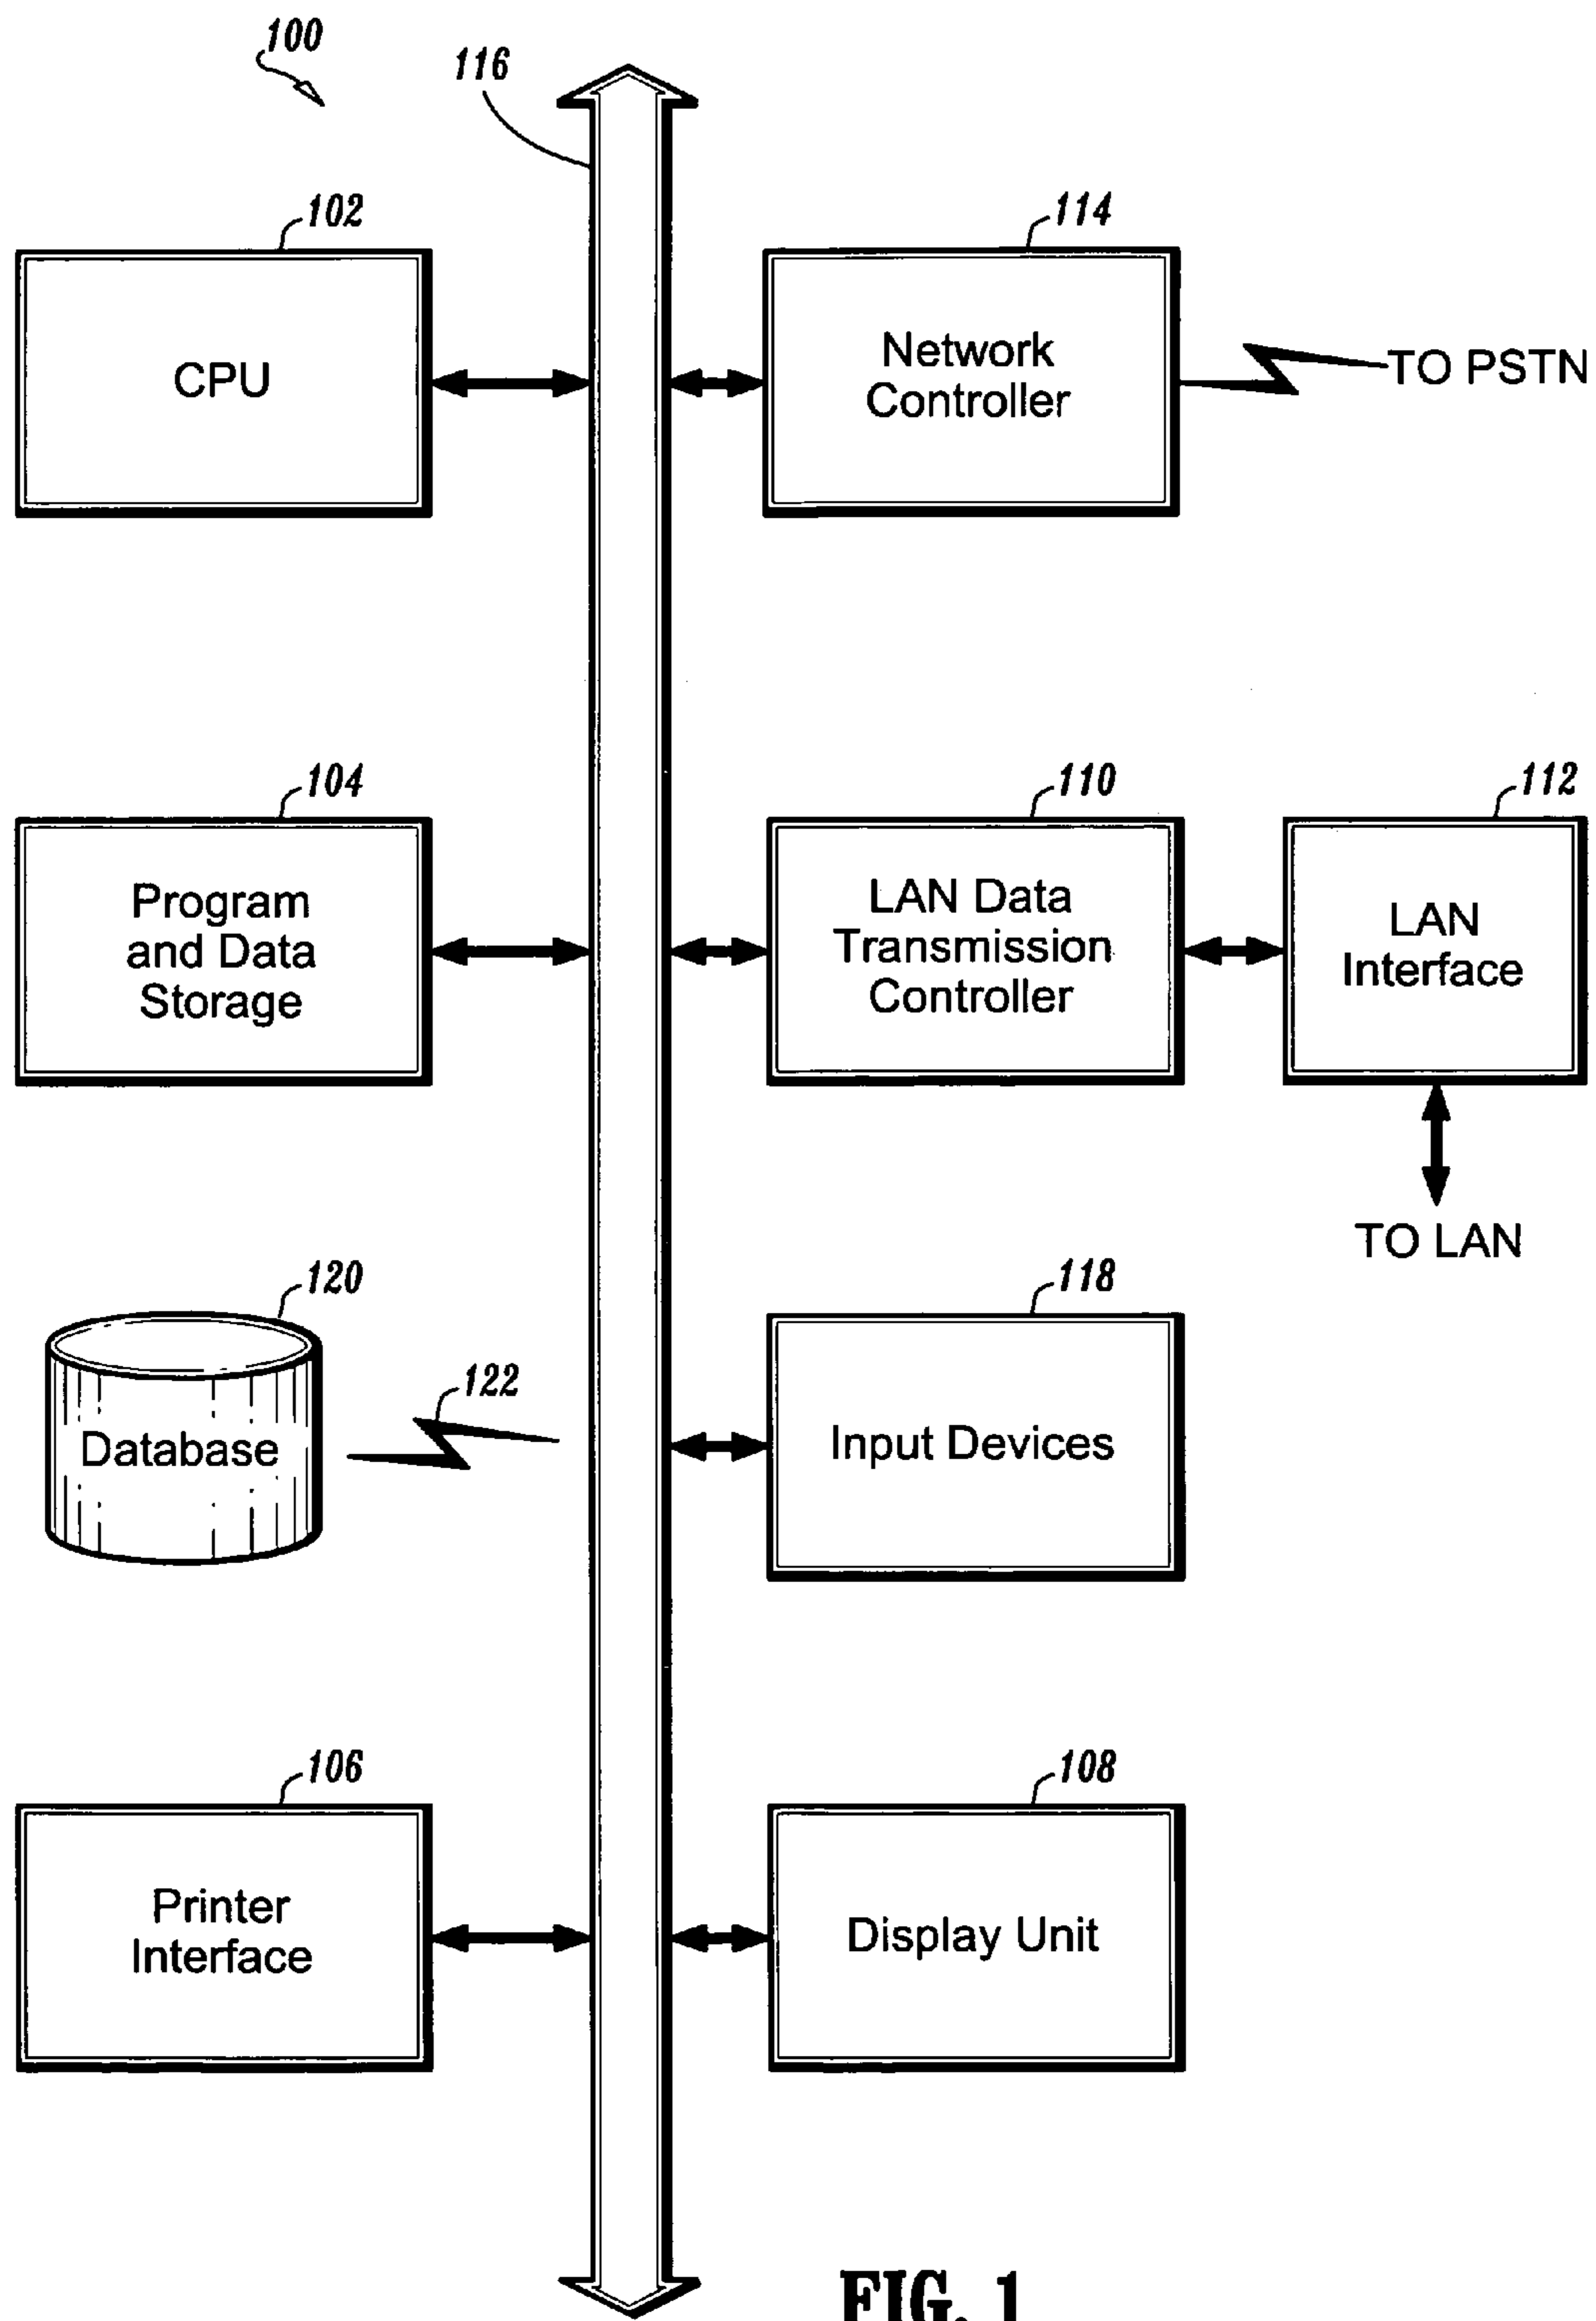 100
116
102
CPU
114
Network
Controller
TO PSTN
104
Program
and Data
Storage
110
LAN Data
Transmission
Controller
112
LAN
Interface
TO LAN
120
Database
122
118
Input Devices
106
Printer
Interface
108
Display Unit
FIG. 1